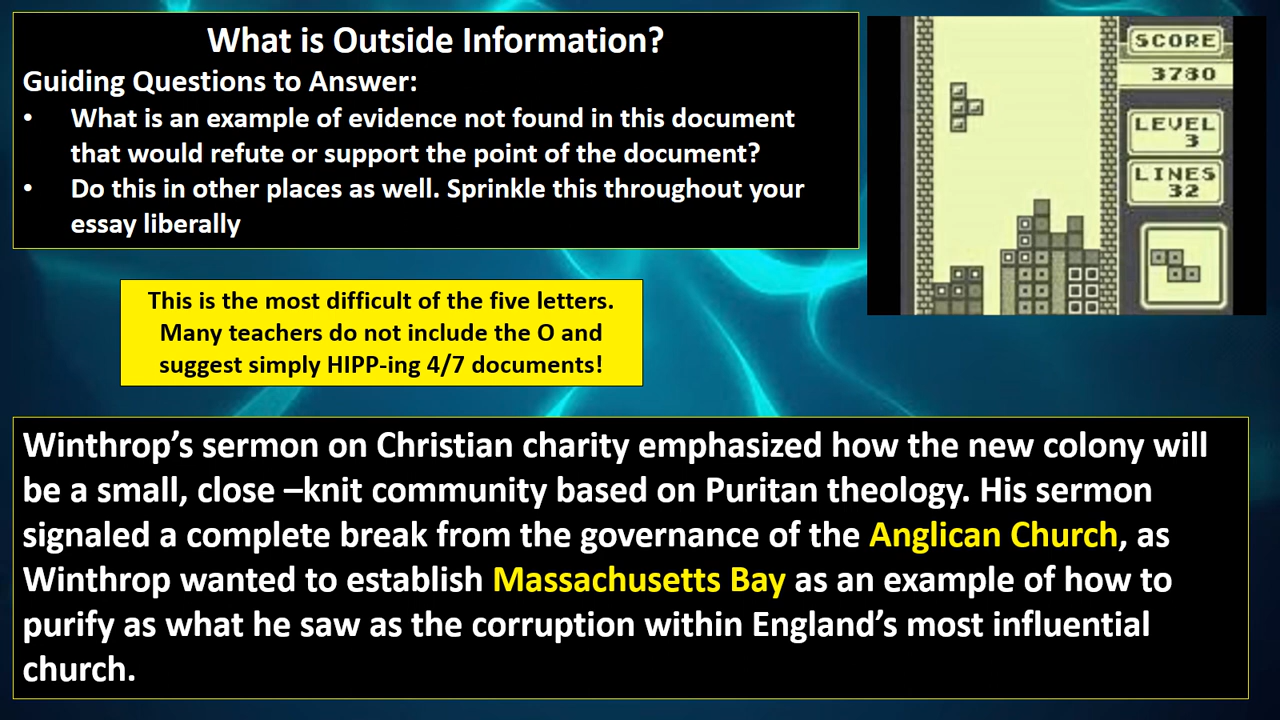 What is Outside Information?
Guiding Questions to Answer:
• What is an example of evidence not found in this document
that would refute or support the point of the document?
• Do this in other places as well. Sprinkle this throughout your
essay liberally
SCORE
3780
LEVEL
3
LINES
32
This is the most difficult of the five letters.
Many teachers do not include the O and
suggest simply HIPP-ing 4/7 documents!
Winthrop’s sermon on Christian charity emphasized how the new colony will
be a small, close –knit community based on Puritan theology. His sermon
signaled a complete break from the governance of the Anglican Church, as
Winthrop wanted to establish Massachusetts Bay as an example of how to
purify as what he saw as the corruption within England’s most influential
church.